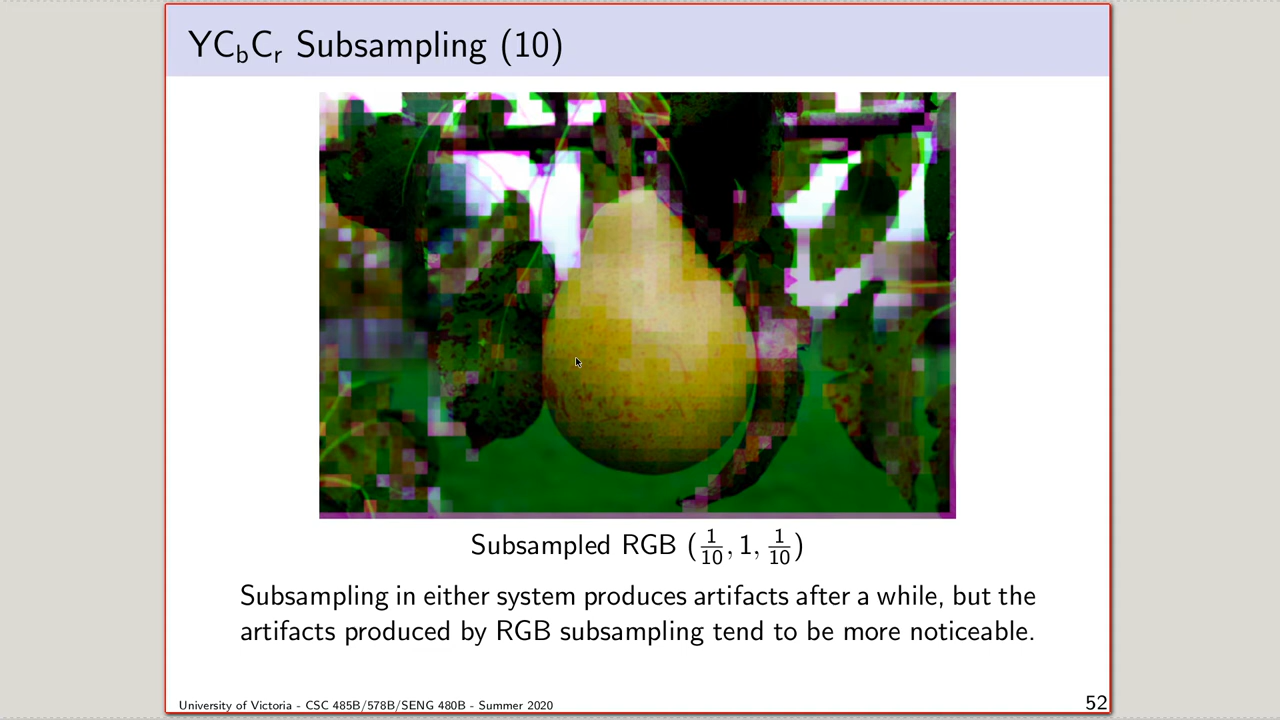 YCbCr Subsampling (10)
Subsampled RGB (1/10, 1, 1/10)
Subsampling in either system produces artifacts after a while, but the
artifacts produced by RGB subsampling tend to be more noticeable.
University of Victoria - CSC 485B/578B/SENG 480B - Summer 2020
52